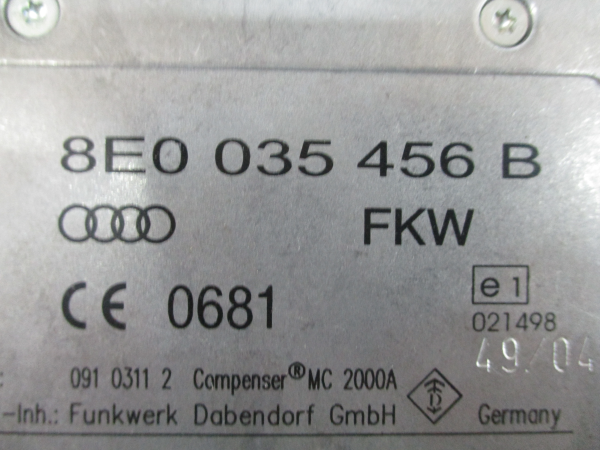 8E0 035 456 B
FKW
CE 0681
e 1
021498
49/04
: 091 0311 2 Compenser® MC 2000A
-Inh.: Funkwerk Dabendorf GmbH Germany